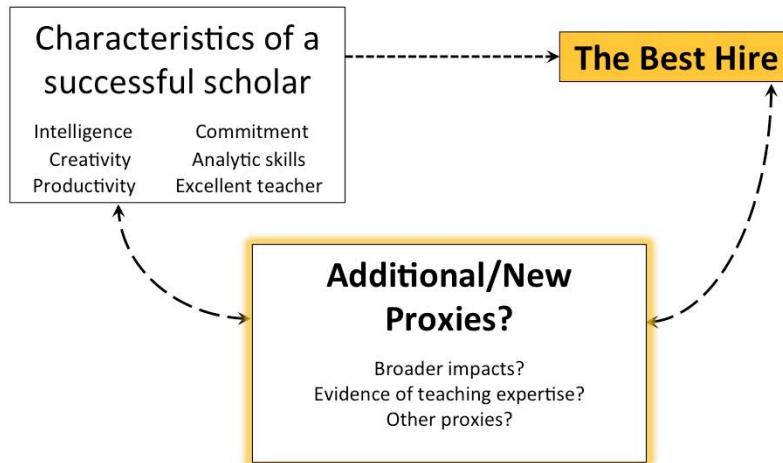 Characteristics of a
successful scholar
Intelligence Commitment
Creativity Analytic skills
Productivity Excellent teacher
The Best Hire
Additional/New
Proxies?
Broader impacts?
Evidence of teaching expertise?
Other proxies?